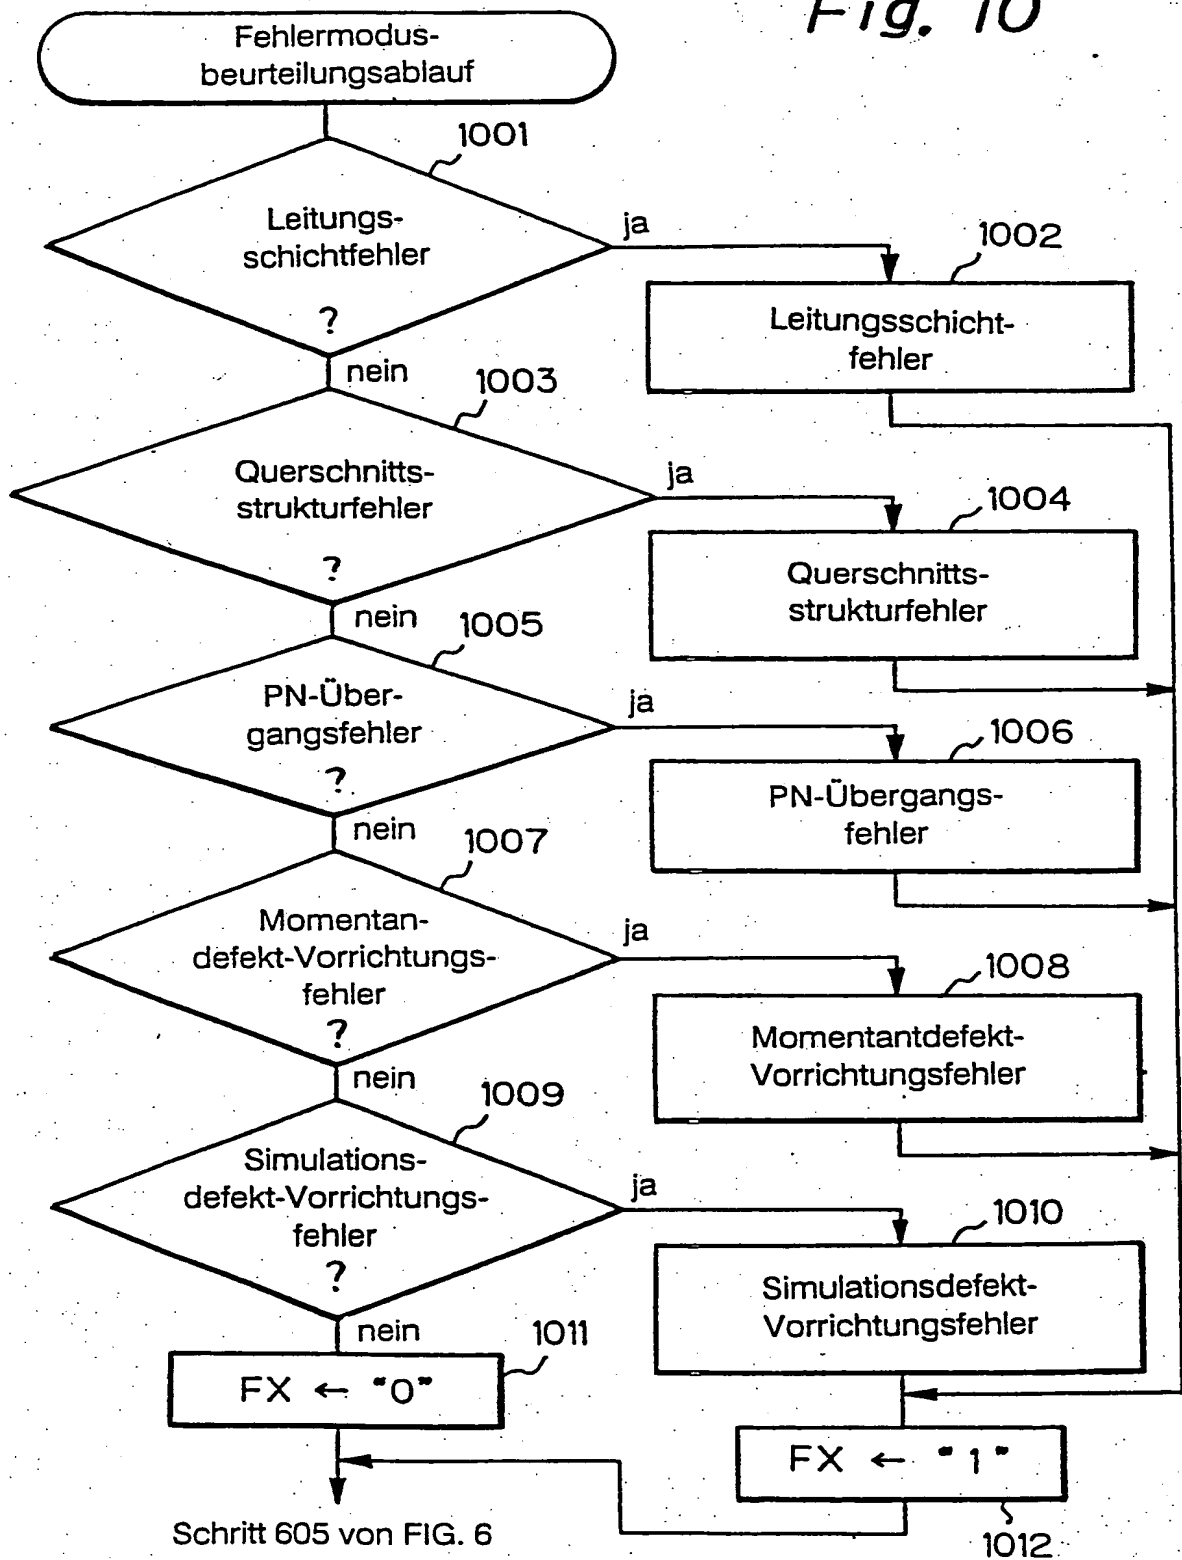 Fig. 10
Fehlermodus-
beurteilungsablauf
1001
Leitungs-
schichtfehler
?
ja
nein
1002
Leitungsschicht-
fehler
1003
Querschnitts-
strukturfehler
?
ja
nein
1004
Querschnitts-
strukturfehler
1005
PN-Über-
gangsfehler
?
ja
nein
1006
PN-Übergangs-
fehler
1007
Momentan-
defekt-Vorrichtungs-
fehler
?
ja
nein
1008
Momentantdefekt-
Vorrichtungsfehler
1009
Simulations-
defekt-Vorrichtungs-
fehler
?
ja
nein
1010
Simulationsdefekt-
Vorrichtungsfehler
1011
FX ← "0"
FX ← "1"
1012
Schritt 605 von FIG. 6